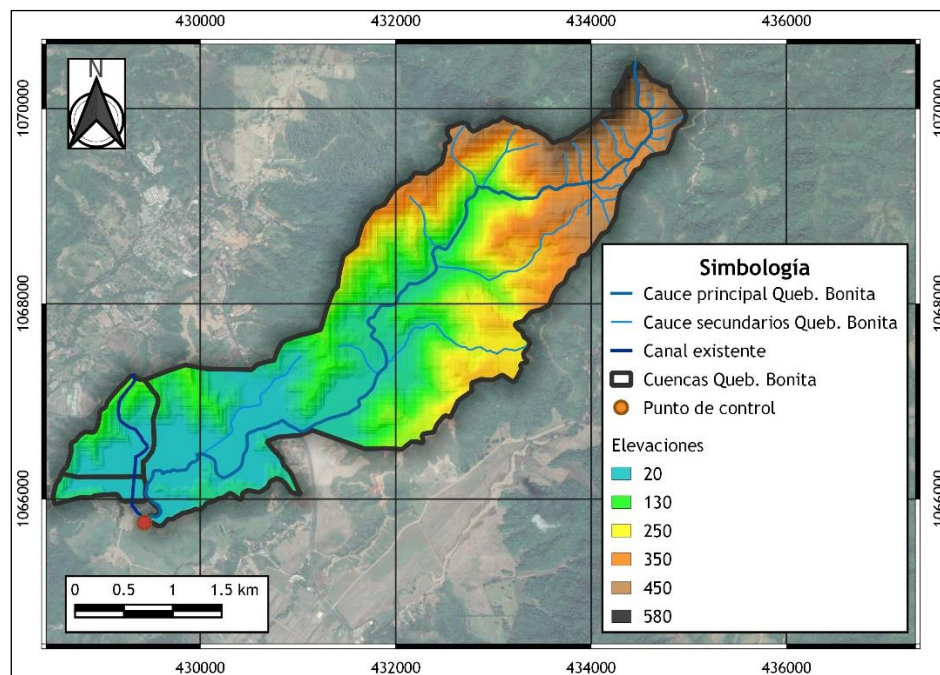 430000 432000 434000 436000
N
1070000 1070000
Simbología
Cauce principal Queb. Bonita
1068000 1068000
Cauce secundarios Queb. Bonita
Canal existente
Cuencas Queb. Bonita
Punto de control
Elevaciones
20
130
1066000 1066000
250
350
0 0.5 1 1.5 km
450
580
430000 432000 434000 436000